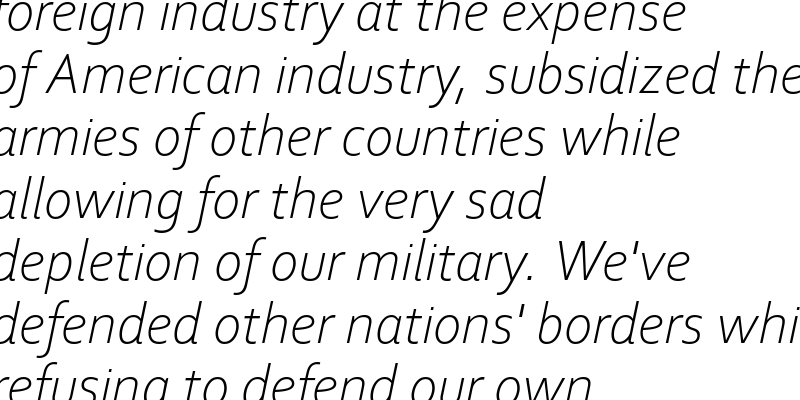 foreign industry at the expense
of American industry, subsidized the
armies of other countries while
allowing for the very sad
depletion of our military. We've
defended other nations' borders whi
refusing to defend our own